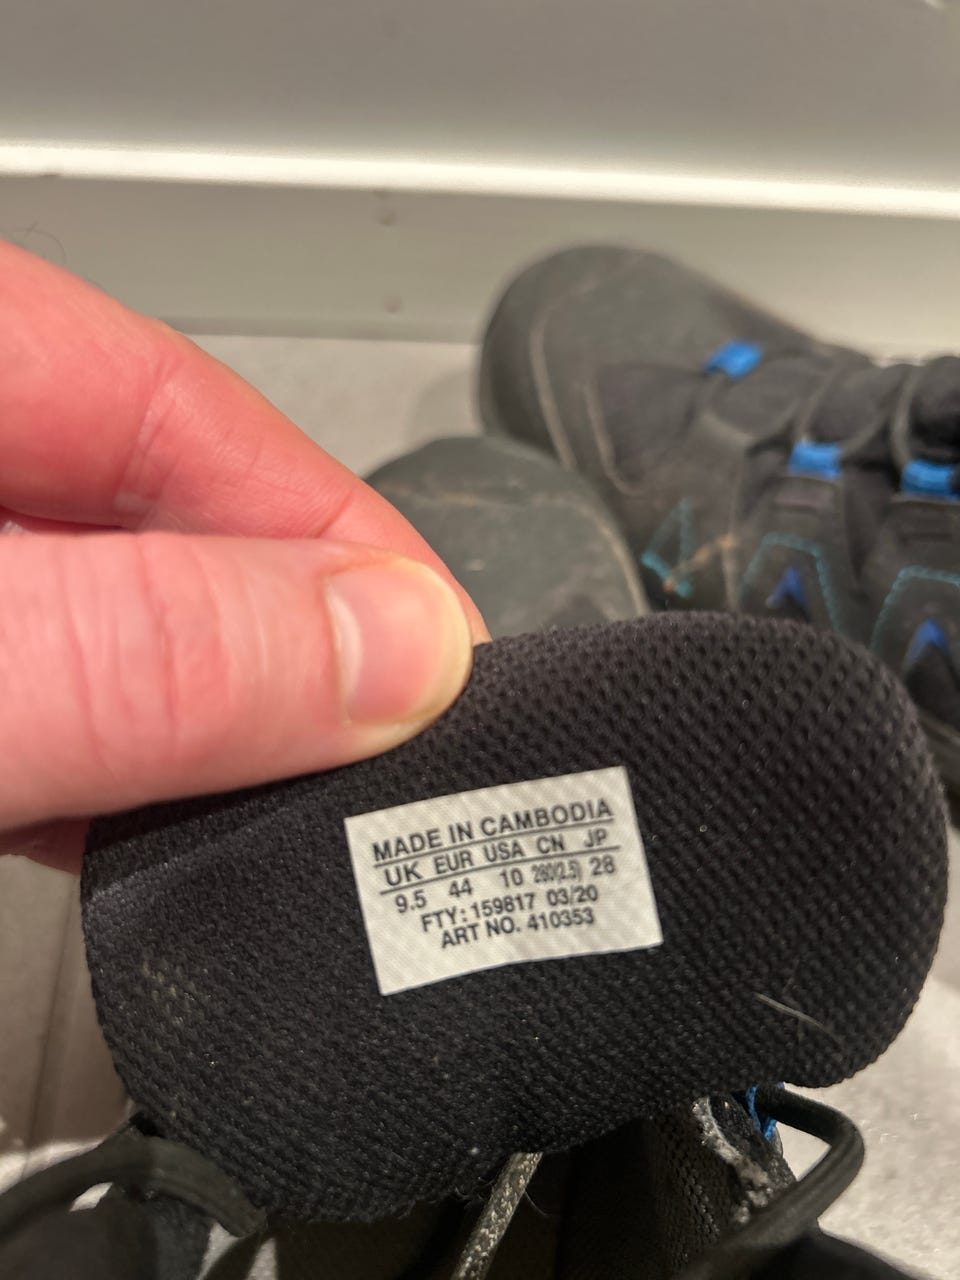 MADE IN CAMBODIA
UK EUR USA CN JP
9.5 44 10 280(2.5) 28
FTY: 159817 03/20
ART NO. 410353